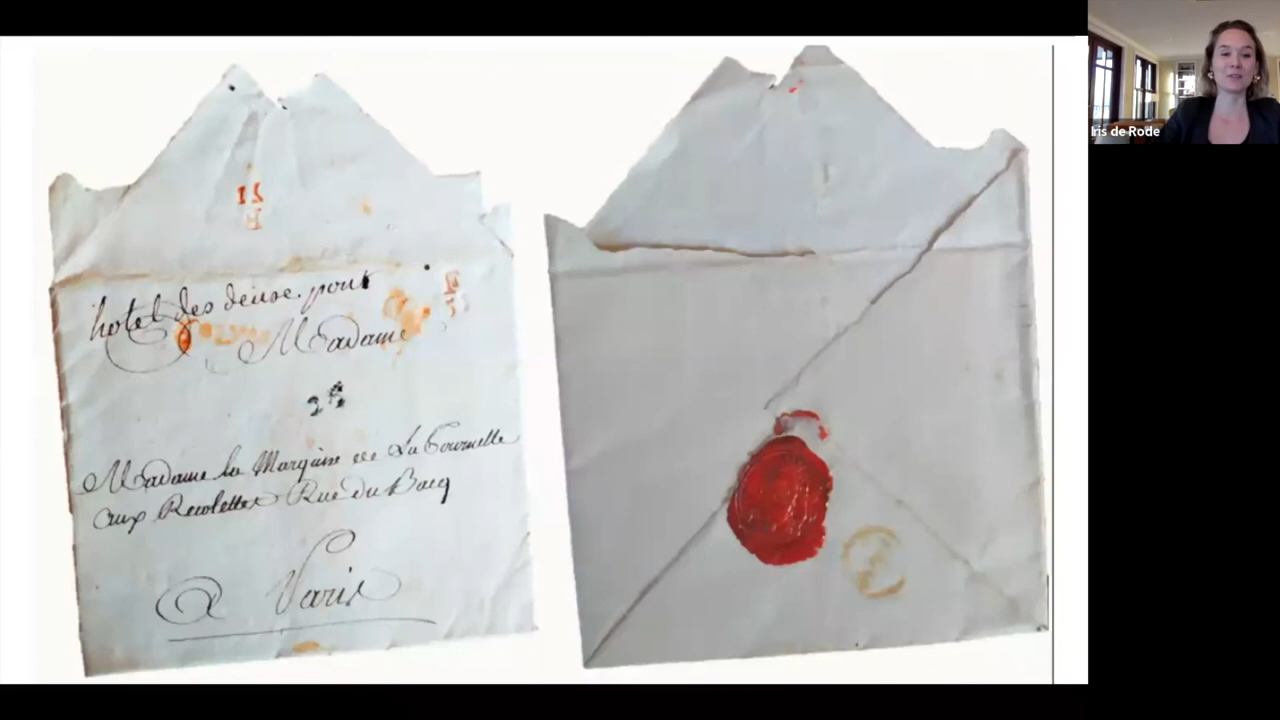 hotel des deuse. pont
Madame
Madame la Marquise de La Tournelle
aux Recolettes Rue du Bacq
a Paris
Iris de Rode